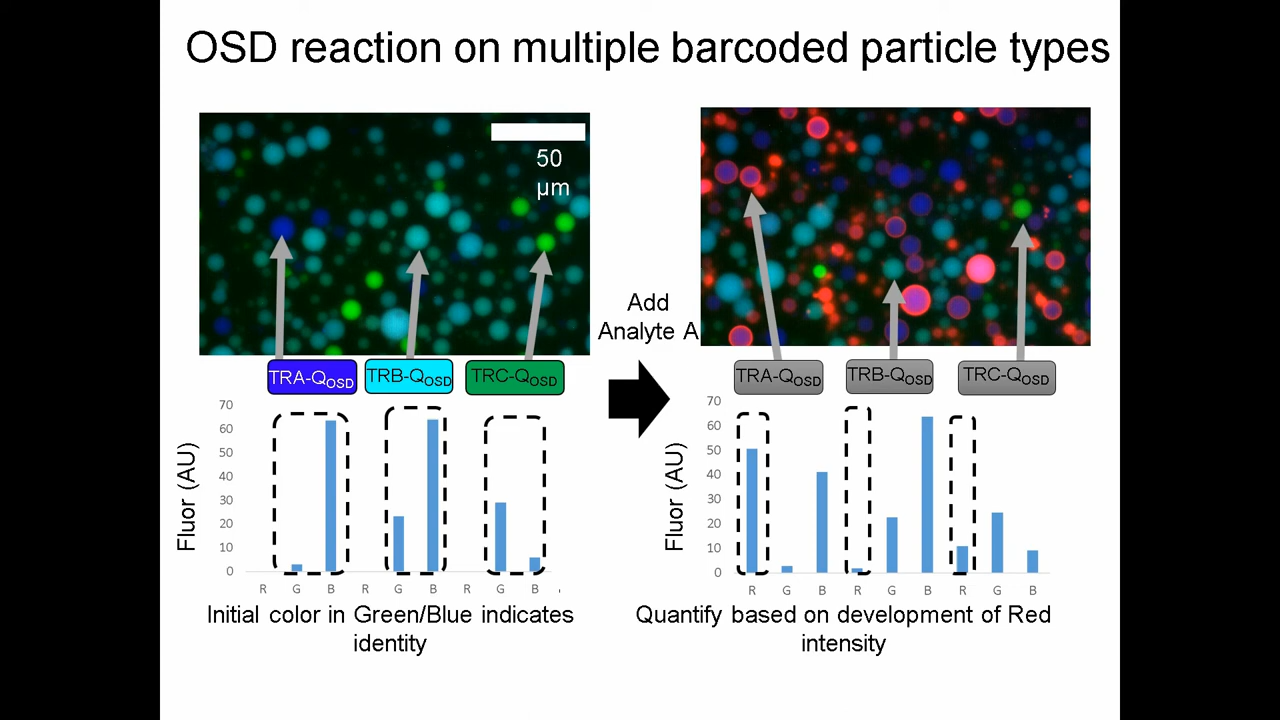 OSD reaction on multiple barcoded particle types
50
µm
Add
Analyte A
TRA-QOSD
TRB-QOSD
TRC-QOSD
TRA-QOSD
TRB-QOSD
TRC-QOSD
Fluor (AU)
70
60
50
40
30
20
10
0
R G B R G B R G B
Fluor (AU)
70
60
50
40
30
20
10
0
R G B R G B R G B
Initial color in Green/Blue indicates
identity
Quantify based on development of Red
intensity